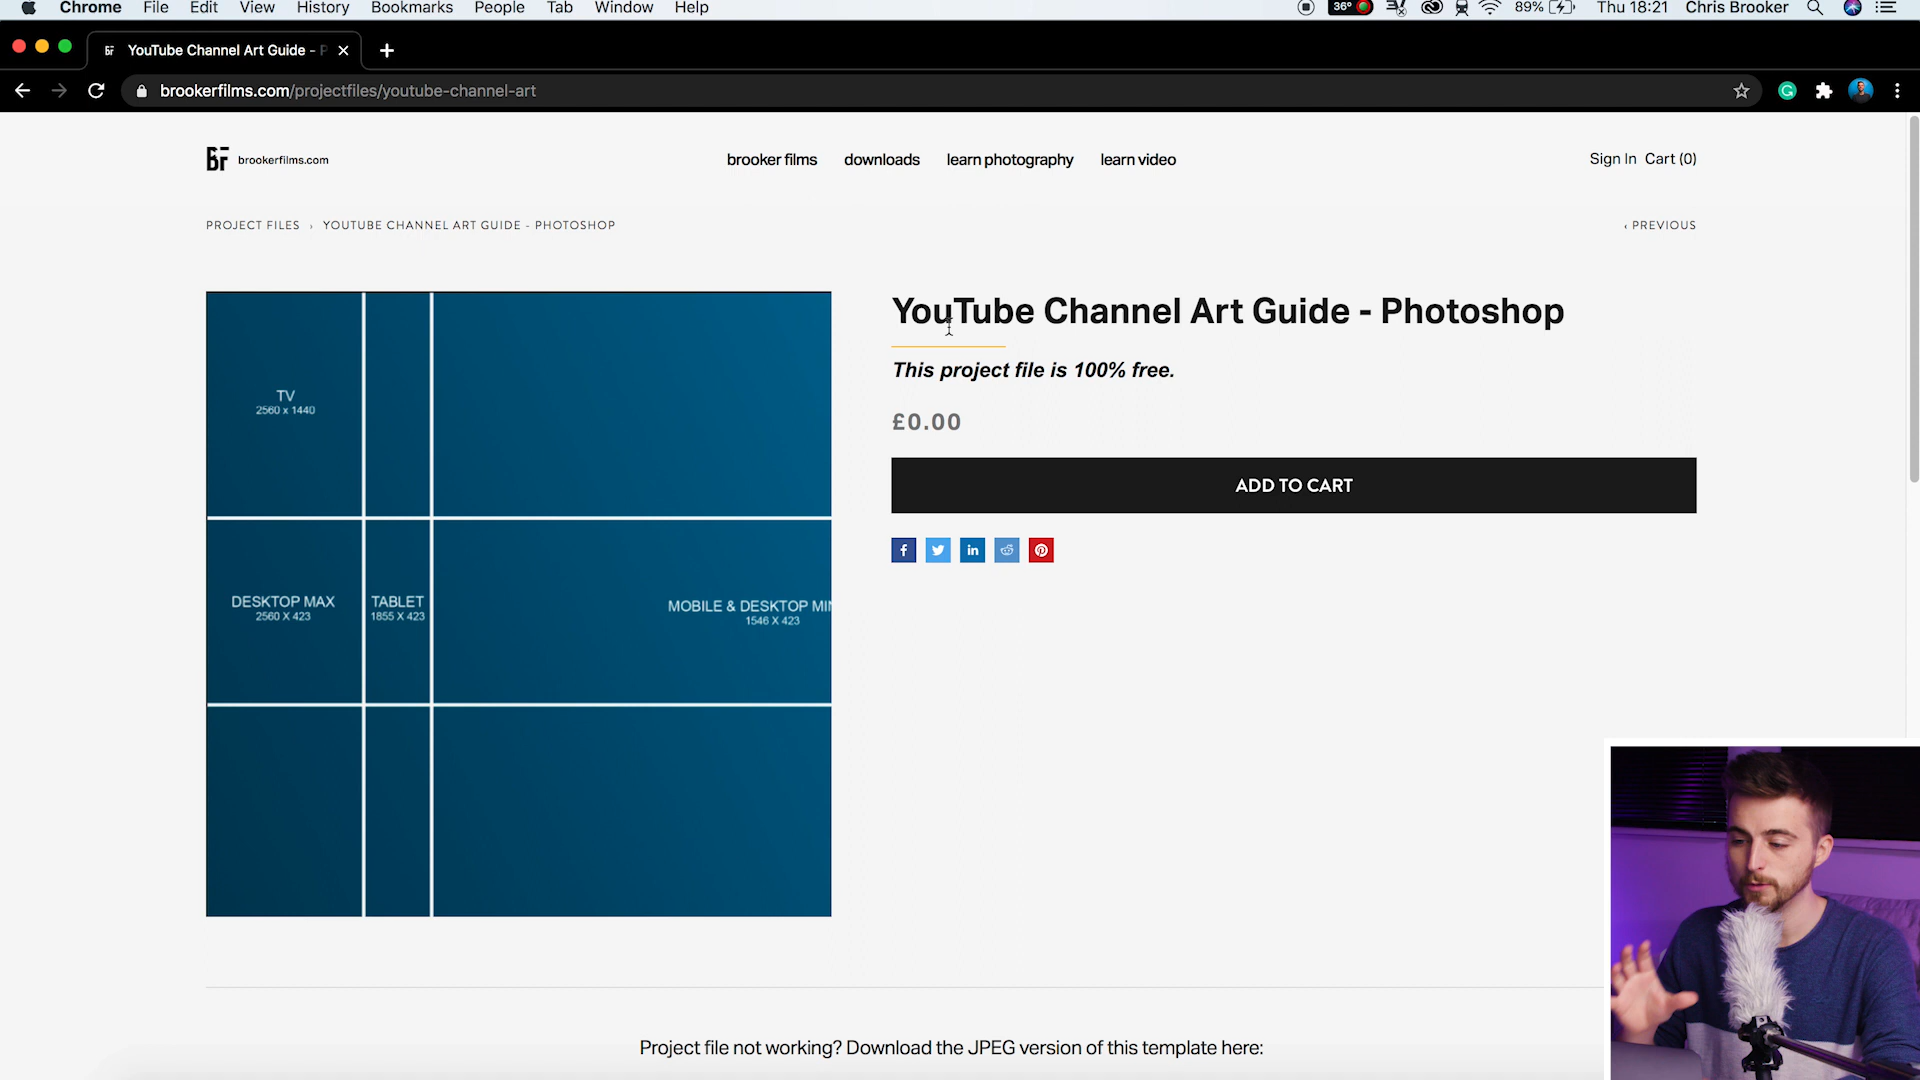 Chrome File Edit View History Bookmarks People Tab Window Help
36° 89% Thu 18:21 Chris Brooker
YouTube Channel Art Guide - P
brookerfilms.com/projectfiles/youtube-channel-art
BF brookerfilms.com
brooker films downloads learn photography learn video
Sign In Cart (0)
PROJECT FILES › YOUTUBE CHANNEL ART GUIDE - PHOTOSHOP
‹ PREVIOUS
TV
2560 x 1440
DESKTOP MAX
2560 X 423
TABLET
1855 X 423
MOBILE & DESKTOP MIN
1546 X 423
YouTube Channel Art Guide - Photoshop
This project file is 100% free.
£0.00
ADD TO CART
Project file not working? Download the JPEG version of this template here: